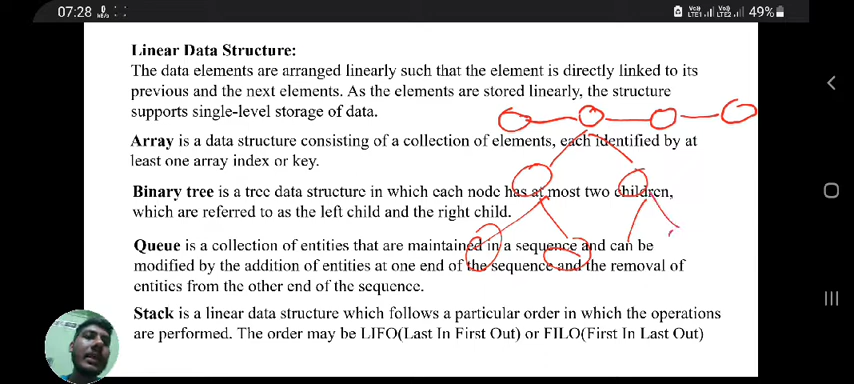 07:28 0 KB/s
Vo) LTE1 Vo) LTE2 49%
Linear Data Structure:
The data elements are arranged linearly such that the element is directly linked to its
previous and the next elements. As the elements are stored linearly, the structure
supports single-level storage of data.
Array is a data structure consisting of a collection of elements, each identified by at
least one array index or key.
Binary tree is a tree data structure in which each node has at most two children,
which are referred to as the left child and the right child.
Queue is a collection of entities that are maintained in a sequence and can be
modified by the addition of entities at one end of the sequence and the removal of
entities from the other end of the sequence.
Stack is a linear data structure which follows a particular order in which the operations
are performed. The order may be LIFO(Last In First Out) or FILO(First In Last Out)